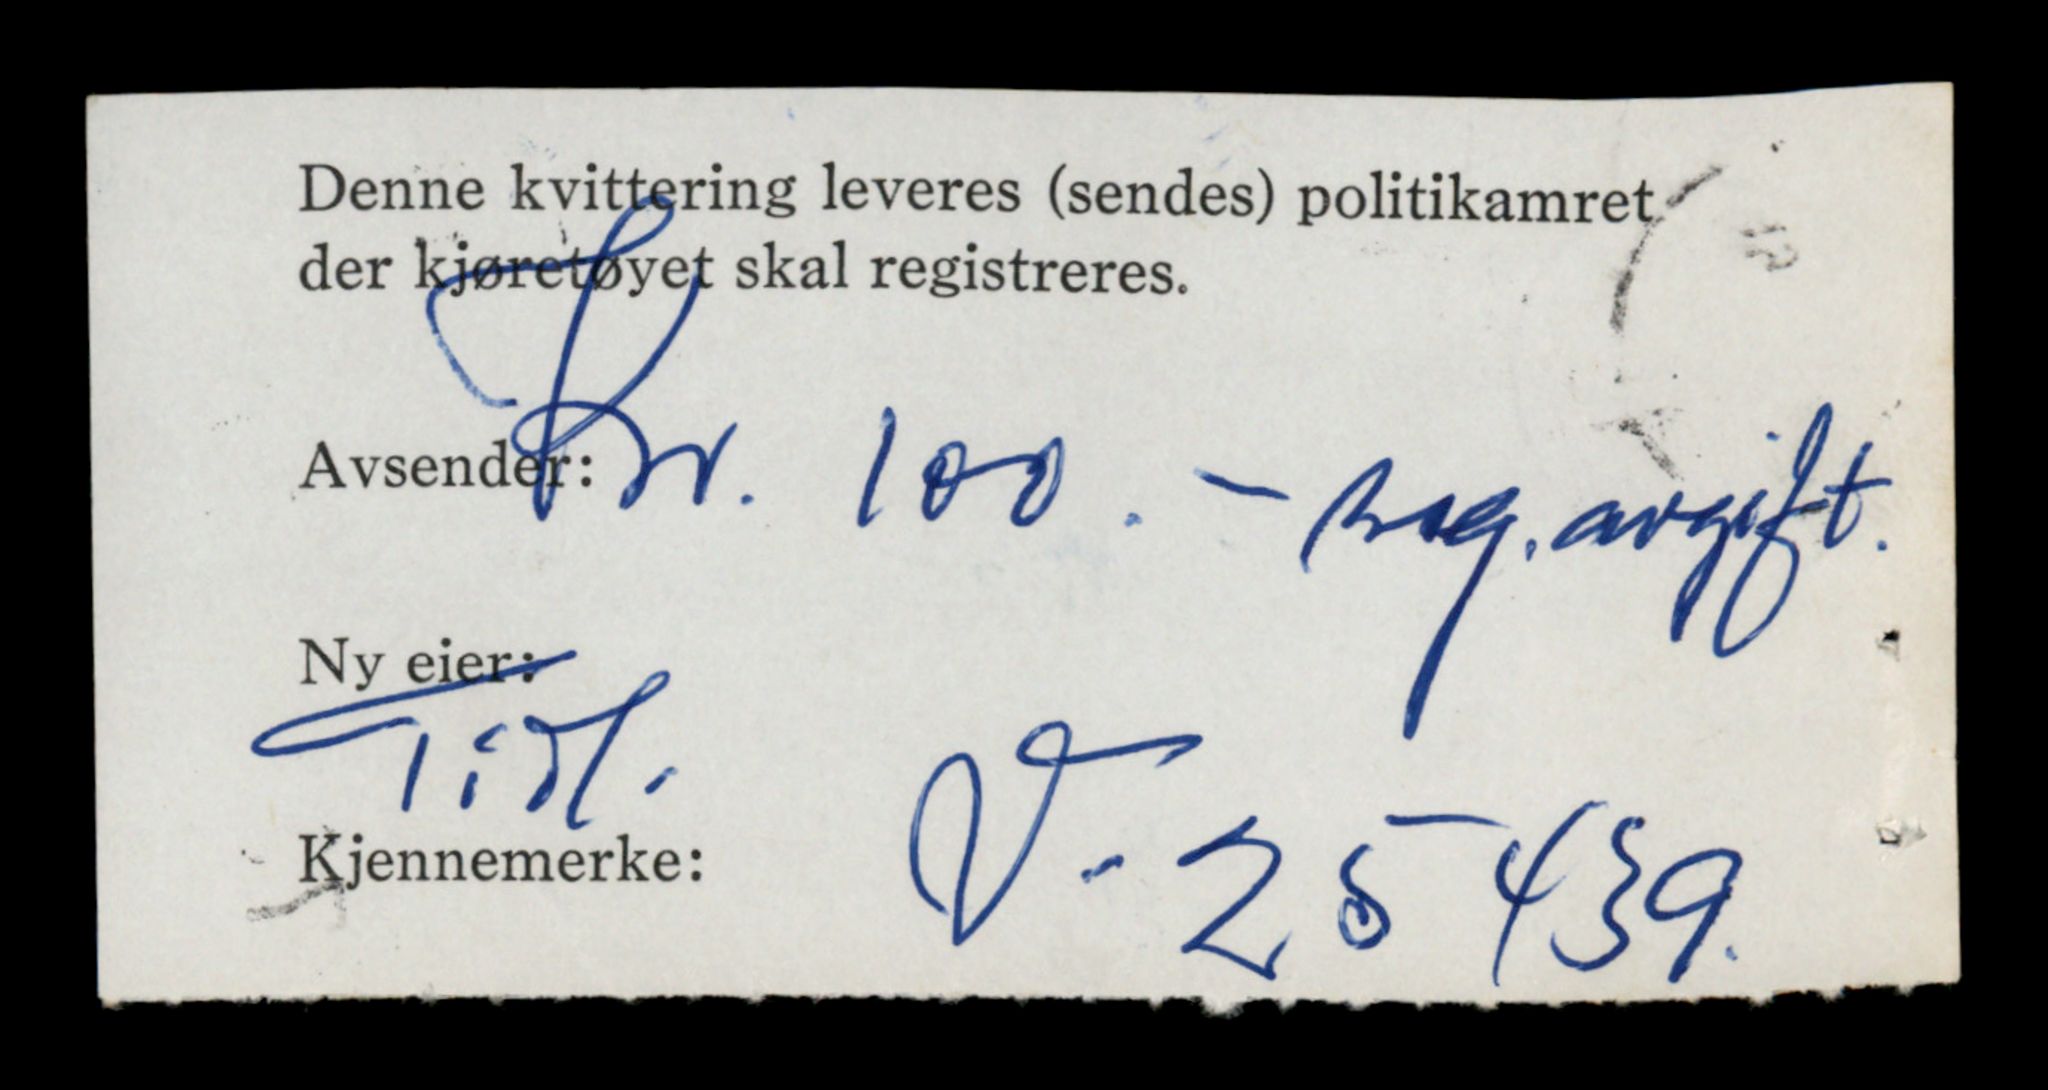 Denne kvittering leveres (sendes) politikamret
der kjøretøyet skal registreres.
Avsender: Kr. 100.- reg. avgift.
Ny eier:
Tidl. V-25439.
Kjennemerke: